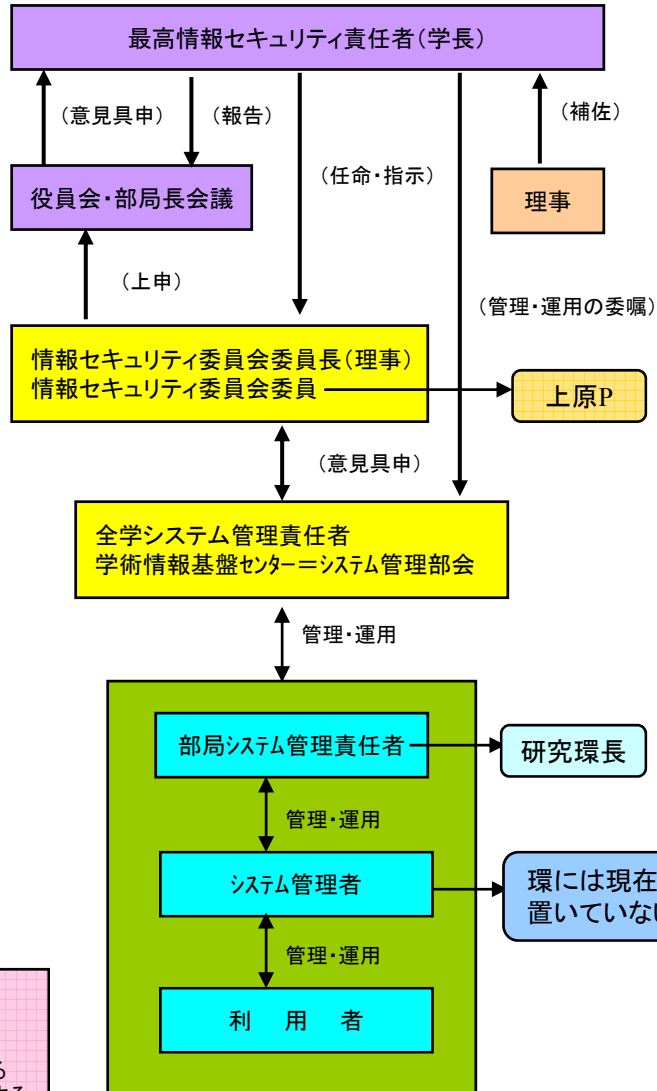 最高情報セキュリティ責任者(学長)
(意見具申)
(報告)
(補佐)
(任命・指示)
役員会・部局長会議
理事
(上申)
(管理・運用の委嘱)
情報セキュリティ委員会委員長(理事)
情報セキュリティ委員会委員
上原P
(意見具申)
全学システム管理責任者
学術情報基盤センター=システム管理部会
管理・運用
部局システム管理責任者
研究環長
管理・運用
システム管理者
環には現在
置いていない
管理・運用
利 用 者
る